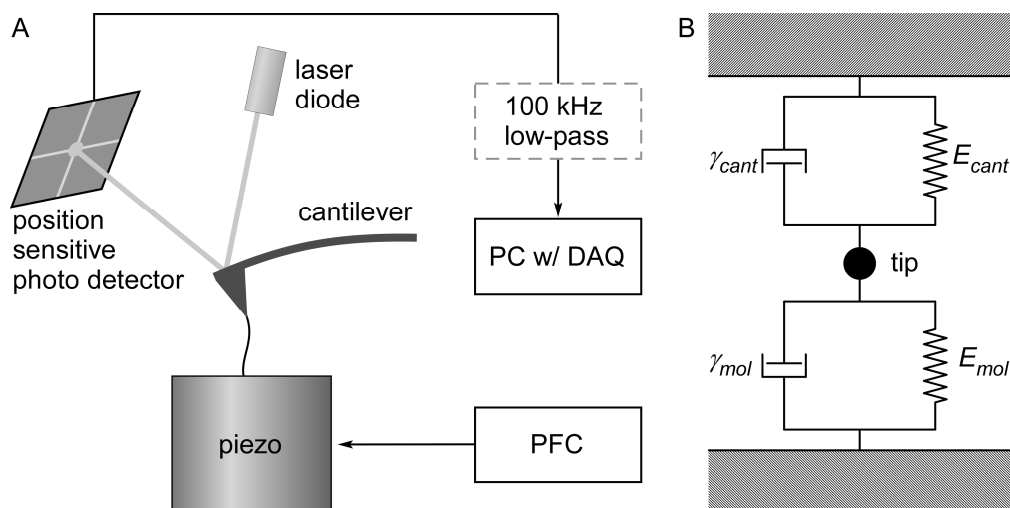 A
laser
diode
100 kHz
low-pass
position
sensitive
photo detector
cantilever
PC w/ DAQ
piezo
PFC
B
γcant
Ecant
tip
γmol
Emol